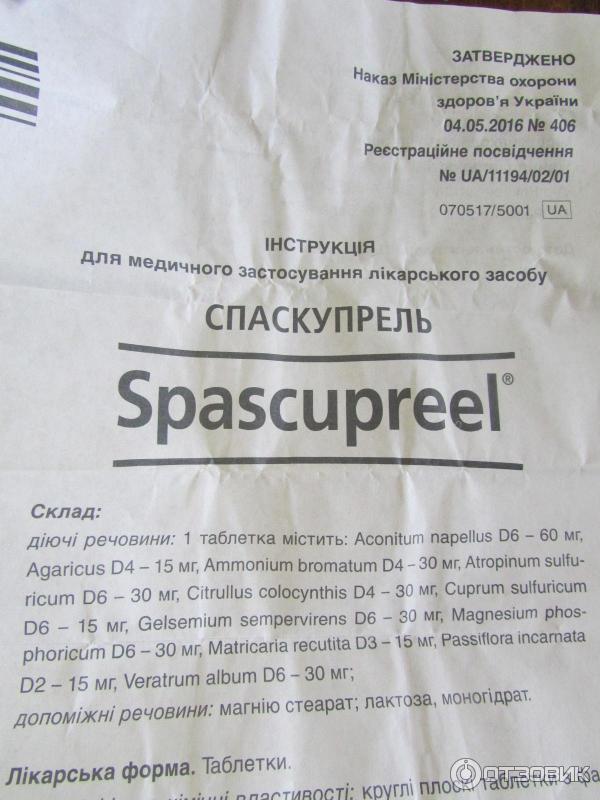 ЗАТВЕРДЖЕНО
Наказ Міністерства охорони
здоров'я України
04.05.2016 № 406
Реєстраційне посвідчення
№ UA/11194/02/01
070517/5001 UA
ІНСТРУКЦІЯ
для медичного застосування лікарського засобу
СПАСКУПРЕЛЬ
Spascupreel®
Склад:
діючі речовини: 1 таблетка містить: Aconitum napellus D6 – 60 мг,
Agaricus D4 – 15 мг, Ammonium bromatum D4 – 30 мг, Atropinum sulfu-
ricum D6 – 30 мг, Citrullus colocynthis D4 – 30 мг, Cuprum sulfuricum
D6 – 15 мг, Gelsemium sempervirens D6 – 30 мг, Magnesium phos-
phoricum D6 – 30 мг, Matricaria recutita D3 – 15 мг, Passiflora incarnata
D2 – 15 мг, Veratrum album D6 – 30 мг;
допоміжні речовини: магнію стеарат; лактоза, моногідрат.
Лікарська форма. Таблетки.
властивості: круглі плоскі таблетки з
ОТЗОВИК